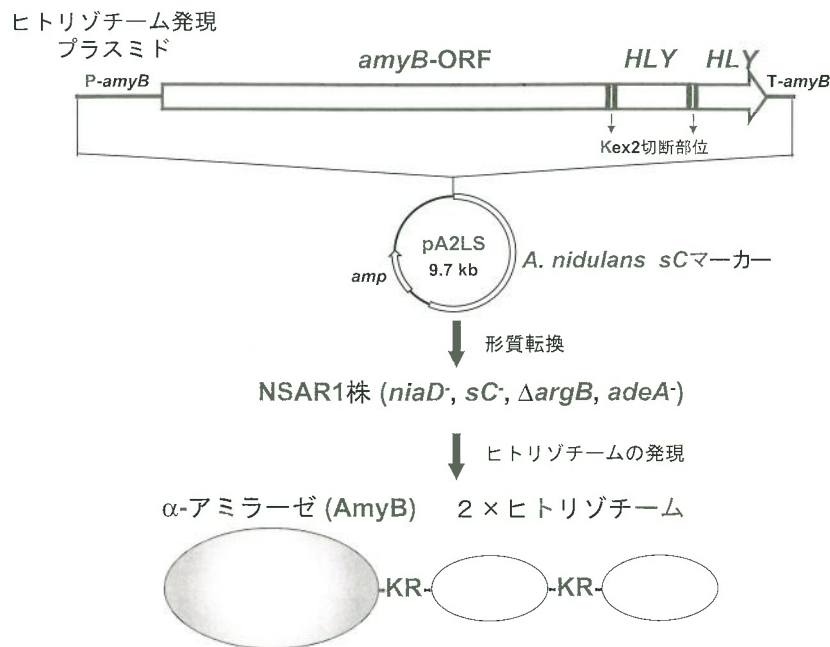 ヒトリゾチーム発現
プラスミド
P-amyB
amyB-ORF
HLY
HLY
T-amyB
Kex2切断部位
pA2LS
9.7 kb
amp
A. nidulans sCマーカー
形質転換
NSAR1株 (niaD-, sC-, ΔargB, adeA-)
ヒトリゾチームの発現
α-アミラーゼ (AmyB) 2×ヒトリゾチーム
-KR-
-KR-